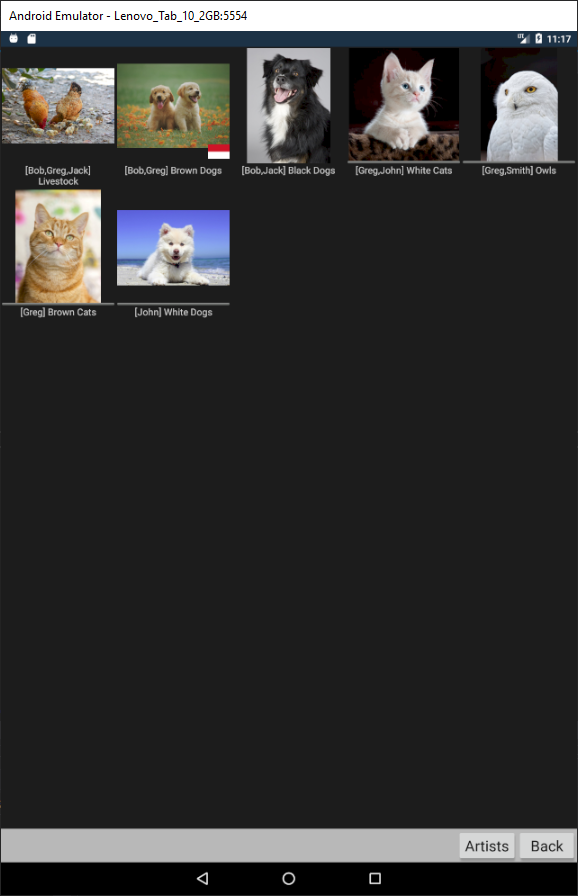 Android Emulator - Lenovo_Tab_10_2GB:5554
LTE 11:17
[Bob,Greg,Jack]
Livestock
[Bob,Greg] Brown Dogs
[Bob,Jack] Black Dogs
[Greg,John] White Cats
[Greg,Smith] Owls
[Greg] Brown Cats
[John] White Dogs
Artists
Back